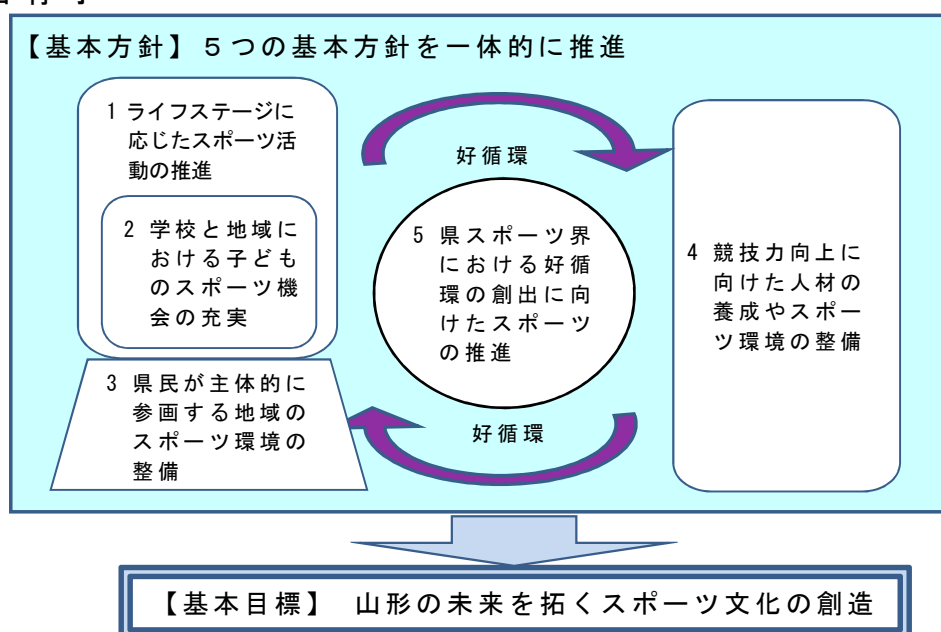 【基本方針】５つの基本方針を一体的に推進
1 ライフステージに
応じたスポーツ活
動の推進
2 学校と地域に
おける子ども
のスポーツ機
会の充実
3 県民が主体的に
参画する地域の
スポーツ環境の
整備
好循環
5 県スポーツ界
における好循
環の創出に向
けたスポーツ
の推進
好循環
4 競技力向上に
向けた人材の
養成やスポー
ツ環境の整備
【基本目標】 山形の未来を拓くスポーツ文化の創造